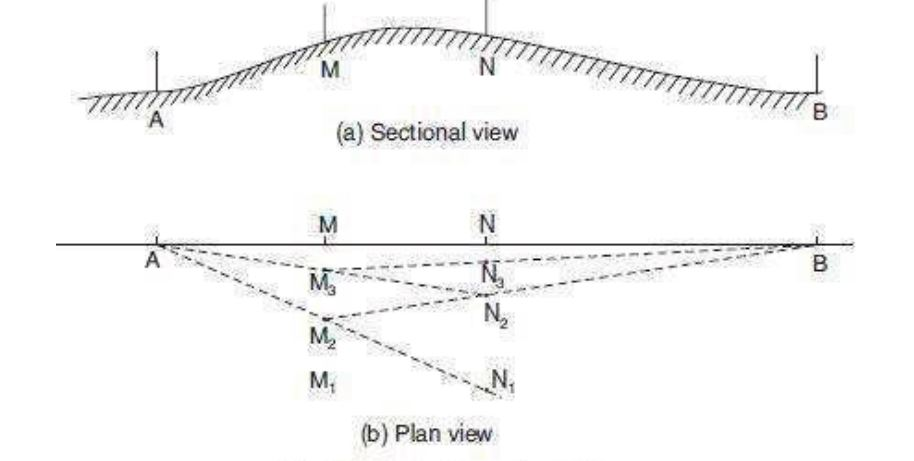 M N
A B
(a) Sectional view
M N
A B
M₃ N₃
N₂
M₂
M₁ N₁
(b) Plan view